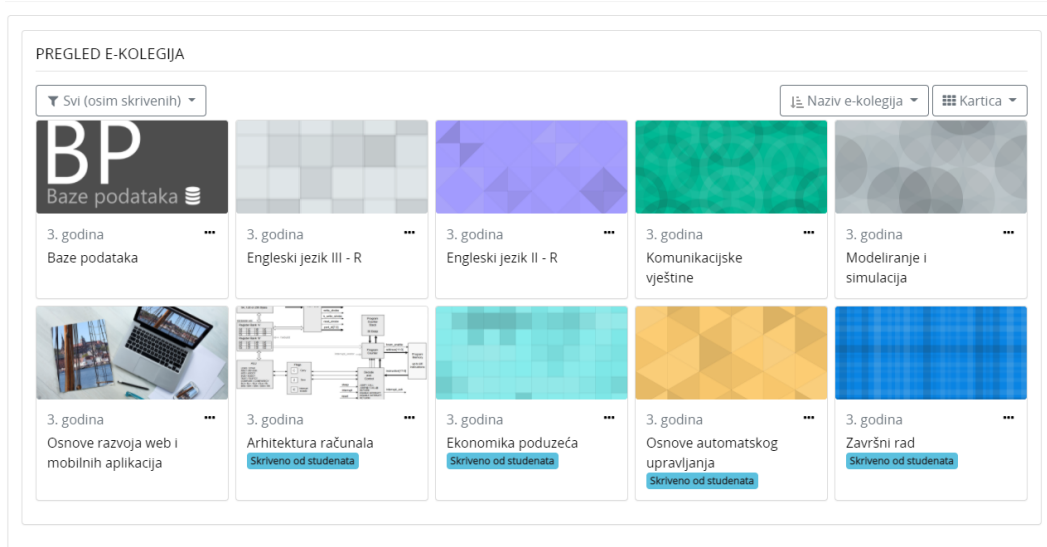 PREGLED E-KOLEGIJA
Svi (osim skrivenih)
Naziv e-kolegija
Kartica
BP
Baze podataka
3. godina
Baze podataka
3. godina
Engleski jezik III - R
3. godina
Engleski jezik II - R
3. godina
Komunikacijske
vještine
3. godina
Modeliranje i
simulacija
3. godina
Osnove razvoja web i
mobilnih aplikacija
3. godina
Arhitektura računala
Skriveno od studenata
3. godina
Ekonomika poduzeća
Skriveno od studenata
3. godina
Osnove automatskog
upravljanja
Skriveno od studenata
3. godina
Završni rad
Skriveno od studenata